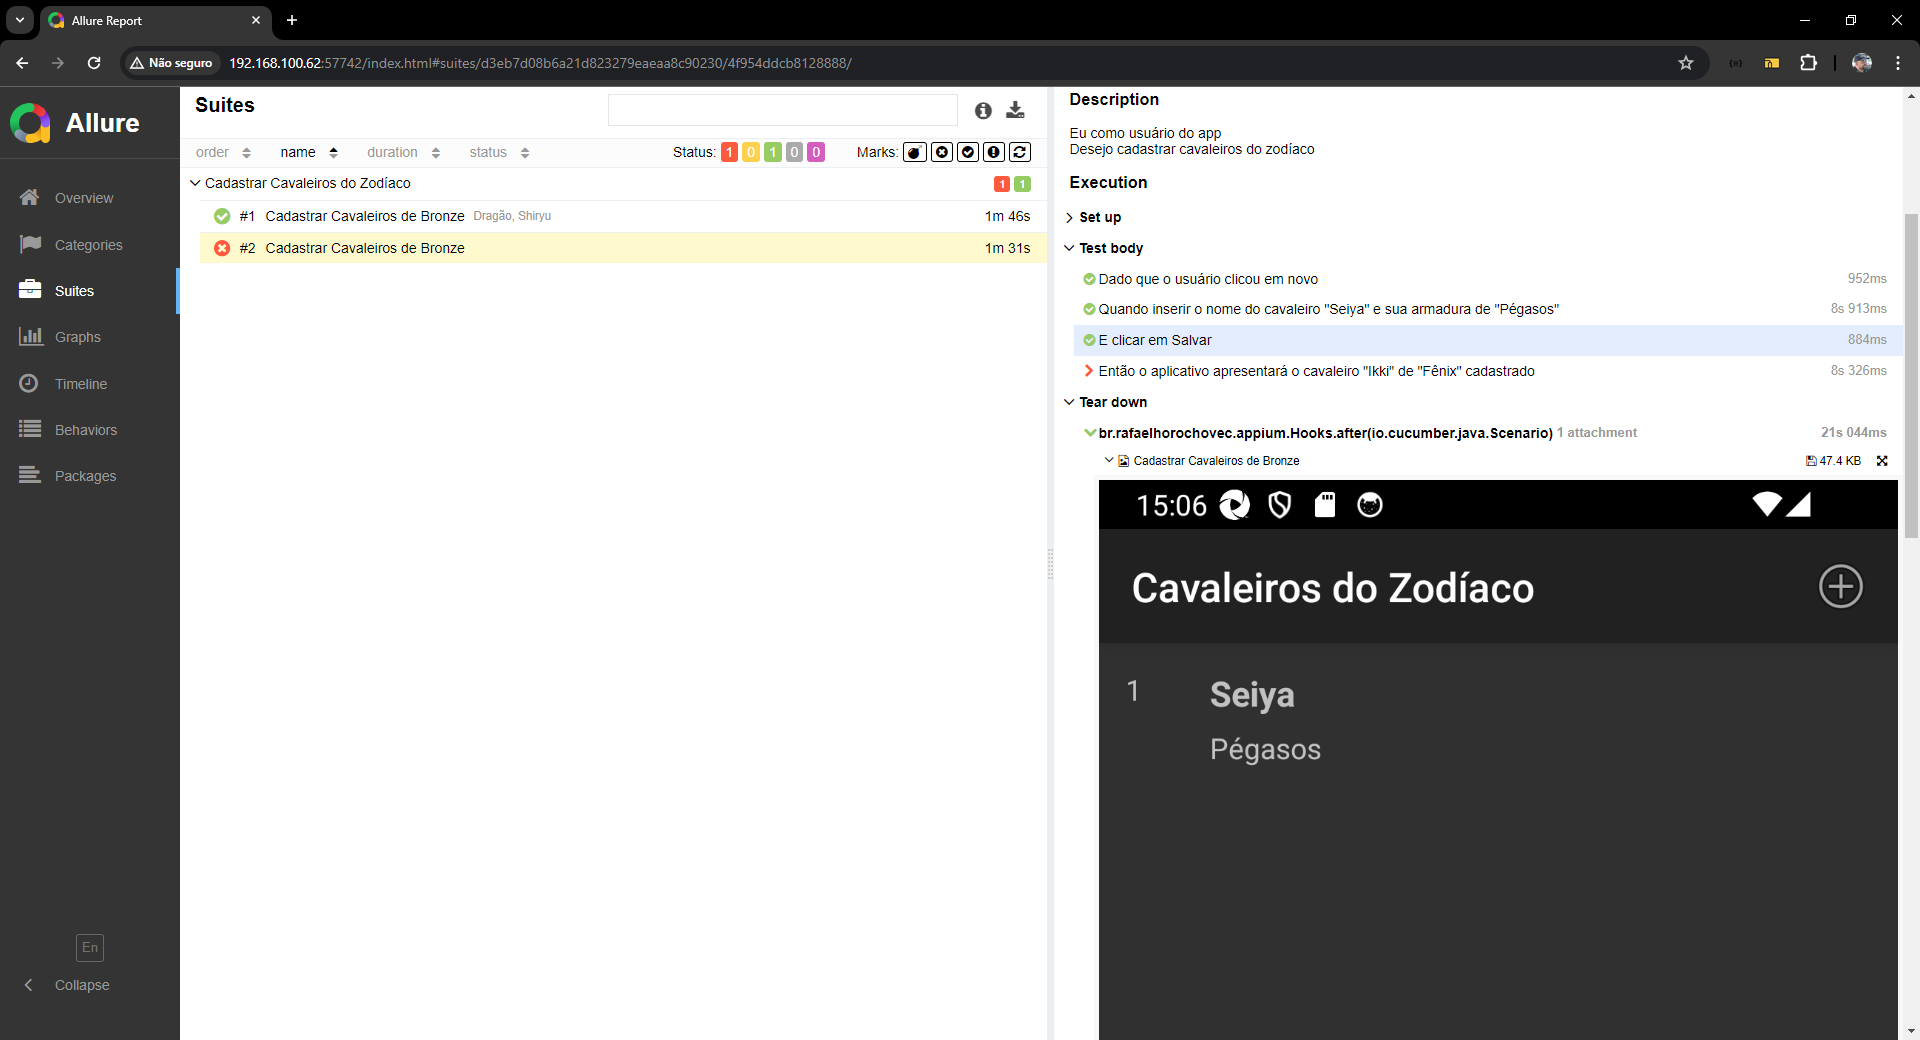 Allure Report
Não seguro
192.168.100.62:57742/index.html#suites/d3eb7d08b6a21d823279eaeaa8c90230/4f954ddcb8128888/
Allure
Overview
Categories
Suites
Graphs
Timeline
Behaviors
Packages
En
Collapse
Suites
order name duration status Status: 1 0 1 0 0 Marks:
Cadastrar Cavaleiros do Zodíaco 1 1
#1 Cadastrar Cavaleiros de Bronze Dragão, Shiryu 1m 46s
#2 Cadastrar Cavaleiros de Bronze 1m 31s
Description
Eu como usuário do app
Desejo cadastrar cavaleiros do zodíaco
Execution
Set up
Test body
Dado que o usuário clicou em novo 952ms
Quando inserir o nome do cavaleiro "Seiya" e sua armadura de "Pégasos" 8s 913ms
E clicar em Salvar 884ms
Então o aplicativo apresentará o cavaleiro "Ikki" de "Fênix" cadastrado 8s 326ms
Tear down
br.rafaelhorochovec.appium.Hooks.after(io.cucumber.java.Scenario) 1 attachment 21s 044ms
Cadastrar Cavaleiros de Bronze 47.4 KB
15:06
Cavaleiros do Zodíaco
1 Seiya
Pégasos